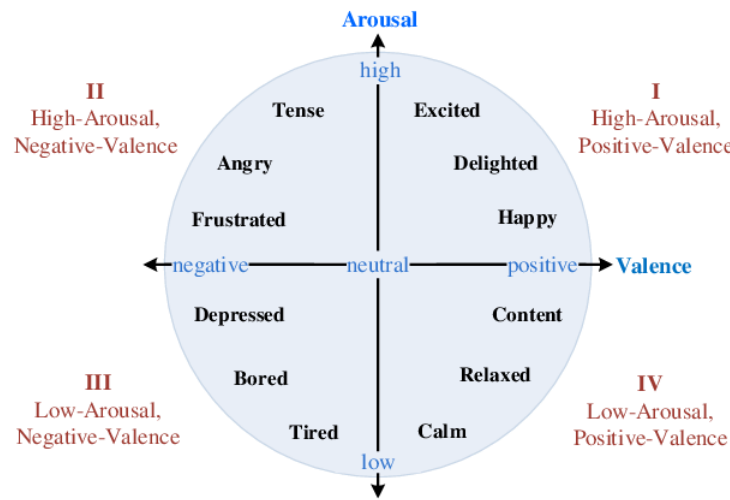 Arousal
high
II
High-Arousal,
Negative-Valence
I
High-Arousal,
Positive-Valence
Tense
Excited
Angry
Delighted
Frustrated
Happy
negative
neutral
positive
Valence
Depressed
Content
Bored
Relaxed
III
Low-Arousal,
Negative-Valence
IV
Low-Arousal,
Positive-Valence
Tired
Calm
low